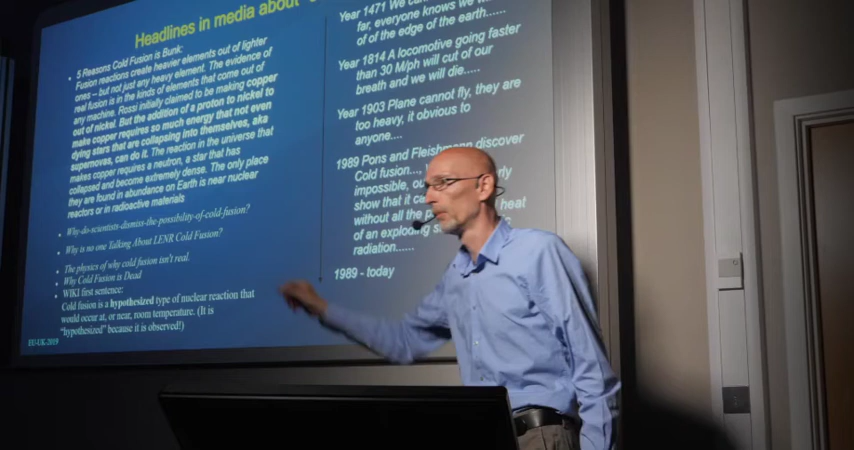 Headlines in media about
• 5 Reasons Cold Fusion is Bunk:
Fusion reactions create heavier elements out of lighter
ones – but not just any heavy element. The evidence of
real fusion is in the kinds of elements that come out of
any machine. Rossi initially claimed to be making copper
out of nickel. But the addition of a proton to nickel to
make copper requires so much energy that not even
dying stars that are collapsing into themselves, aka
supernovas, can do it. The reaction in the universe that
makes copper requires a neutron, a star that has
collapsed and become extremely dense. The only place
they are found in abundance on Earth is near nuclear
reactors or in radioactive materials
• Why-do-scientists-dismiss-the-possibility-of-cold-fusion?
• Why is no one Talking About LENR Cold Fusion?
• The physics of why cold fusion isn't real
• Why Cold Fusion is Dead
• WIKI first sentence:
Cold fusion is a hypothesized type of nuclear reaction that
would occur at, or near, room temperature. (It is
"hypothesized" because it is observed!)
EU-UK-2019
Year 1471 We
far, everyone knows we
of of the edge of the earth......
Year 1814 A locomotive going faster
than 30 M/ph will cut of our
breath and we will die.....
Year 1903 Plane cannot fly, they are
too heavy, it obvious to
anyone....
1989 Pons and Fleishmann discover
Cold fusion...,
impossible,
show that it
without all the heat
of an exploding
radiation......
1989 - today